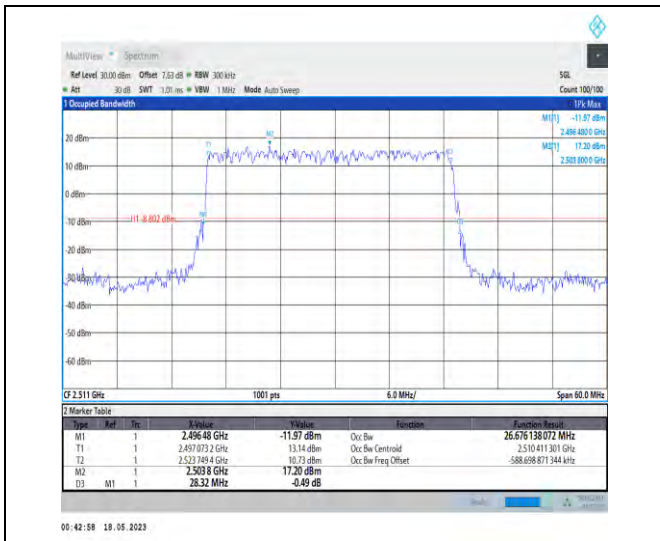 MultiView Spectrum
Ref Level 30.00 dBm Offset 7.63 dB RBW 300 kHz SGL
Att 30 dB SWT 1.01 ms VBW 1 MHz Mode Auto Sweep Count 100/100
1 Occupied Bandwidth 1Pk Max
M1[1] -11.97 dBm
2.496 480 0 GHz
M2[1] 17.20 dBm
2.503 800 0 GHz
20 dBm
M2
T1
10 dBm
0 dBm
-10 dBm
H1 -8.802 dBm
-20 dBm
-30 dBm
-40 dBm
-50 dBm
-60 dBm
CF 2.511 GHz 1001 pts 6.0 MHz/ Span 60.0 MHz
2 Marker Table
Type Ref Trc X-Value Y-Value Function Function Result
M1 1 2.496 48 GHz -11.97 dBm Occ Bw 26.676 138 072 MHz
T1 1 2.497 073 2 GHz 13.14 dBm Occ Bw Centroid 2.510 411 301 GHz
T2 1 2.523 749 4 GHz 10.73 dBm Occ Bw Freq Offset -588.698 871 344 kHz
M2 1 2.503 8 GHz 17.20 dBm
D3 M1 1 28.32 MHz -0.49 dB
00:42:58 18.05.2023